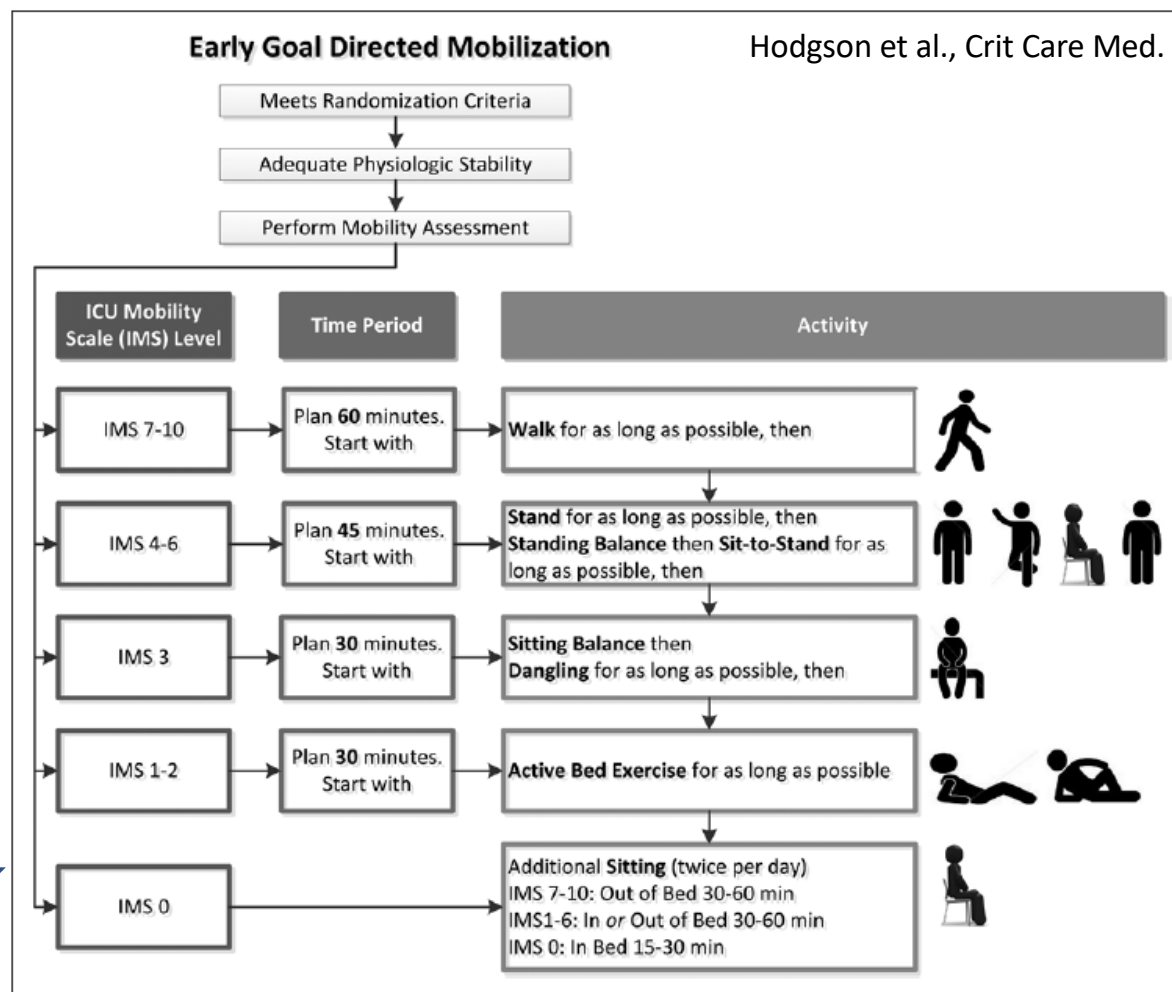 Early Goal Directed Mobilization
Hodgson et al., Crit Care Med.
Meets Randomization Criteria
Adequate Physiologic Stability
Perform Mobility Assessment
ICU Mobility
Scale (IMS) Level
Time Period
Activity
IMS 7-10
Plan 60 minutes.
Start with
Walk for as long as possible, then
IMS 4-6
Plan 45 minutes.
Start with
Stand for as long as possible, then
Standing Balance then Sit-to-Stand for as
long as possible, then
IMS 3
Plan 30 minutes.
Start with
Sitting Balance then
Dangling for as long as possible, then
IMS 1-2
Plan 30 minutes.
Start with
Active Bed Exercise for as long as possible
IMS 0
Additional Sitting (twice per day)
IMS 7-10: Out of Bed 30-60 min
IMS1-6: In or Out of Bed 30-60 min
IMS 0: In Bed 15-30 min